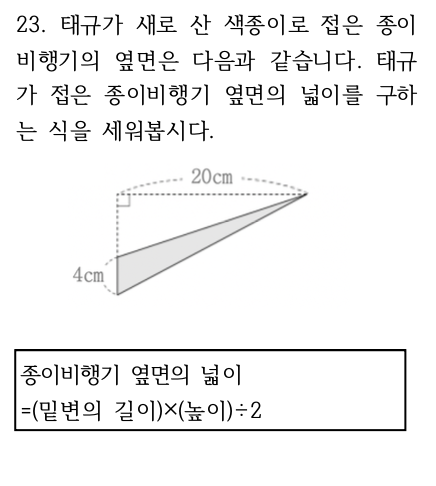 23. 태규가 새로 산 색종이로 접은 종이
비행기의 옆면은 다음과 같습니다. 태규
가 접은 종이비행기 옆면의 넓이를 구하
는 식을 세워봅시다.
20cm
4cm
종이비행기 옆면의 넓이
=(밑변의 길이)×(높이)÷2